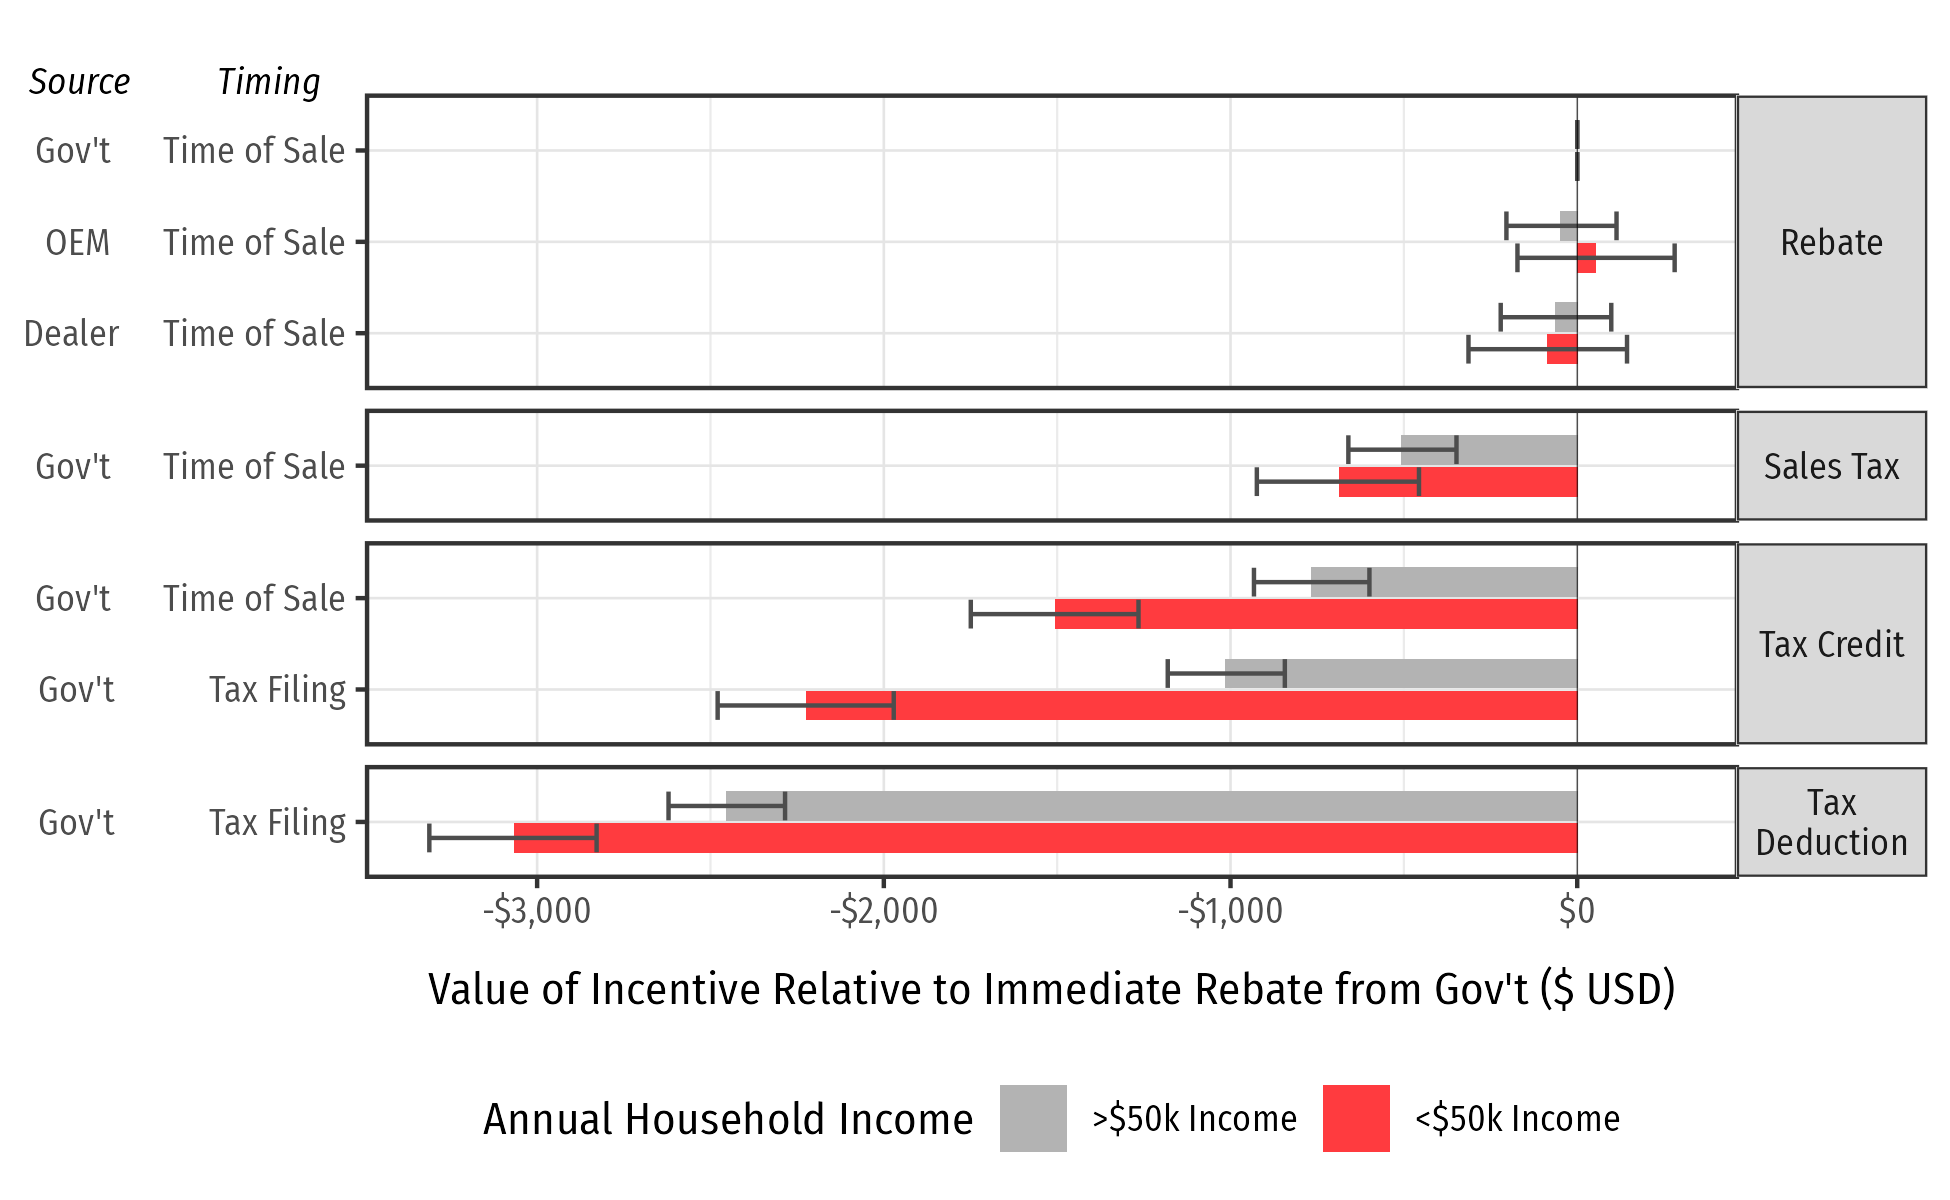 Source Timing
Gov't Time of Sale
OEM Time of Sale
Dealer Time of Sale
Rebate
Gov't Time of Sale
Sales Tax
Gov't Time of Sale
Gov't Tax Filing
Tax Credit
Gov't Tax Filing
Tax
Deduction
-$3,000 -$2,000 -$1,000 $0
Value of Incentive Relative to Immediate Rebate from Gov't ($ USD)
Annual Household Income >$50k Income <$50k Income